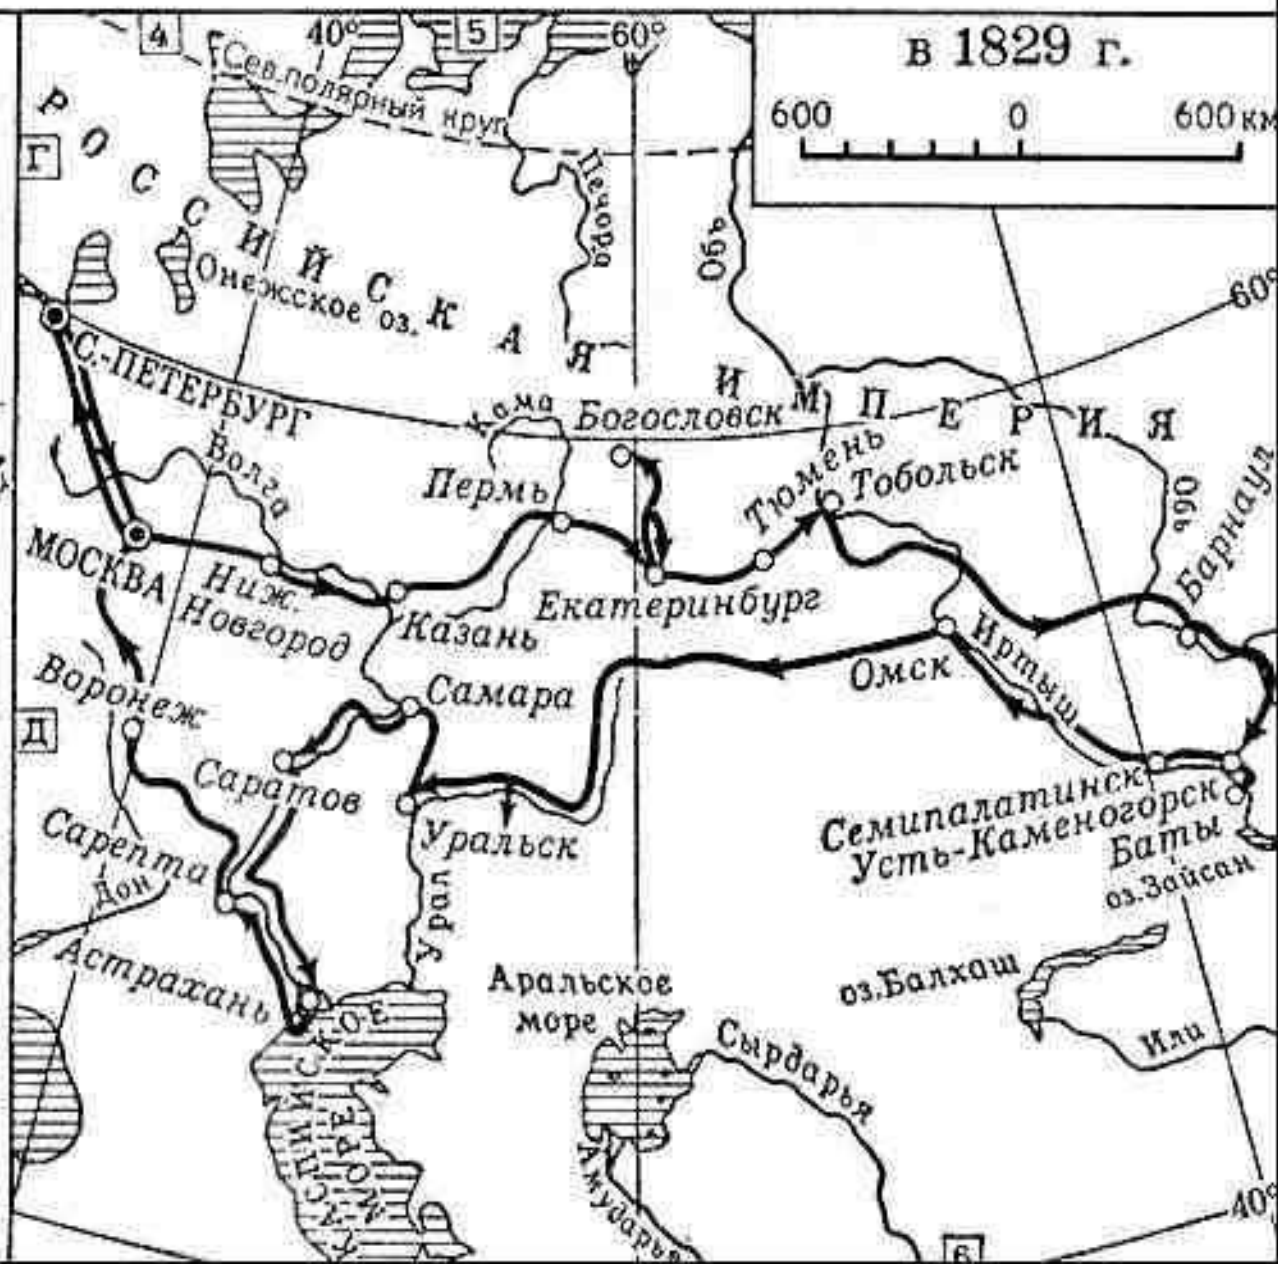 4
40°
5
60°
в 1829 г.
600 0 600 км
Сев. полярный круг
Г
РОССИЙСКАЯ ИМПЕРИЯ
Печора
Обь
Онежское оз.
60°
С.-ПЕТЕРБУРГ
Кама
Богословск
Волга
Пермь
Тюмень
Тобольск
Обь
Барнаул
МОСКВА
Ниж.
Новгород
Казань
Екатеринбург
Иртыш
Омск
Воронеж
Самара
Д
Саратов
Семипалатинск
Усть-Каменогорск
Баты
оз.Зайсан
Сарепта
Уральск
Дон
Урал
Астрахань
Аральское
море
оз.Балхаш
Или
Сырдарья
КАСПИЙСКОЕ
МОРЕ
Амударья
40°
6